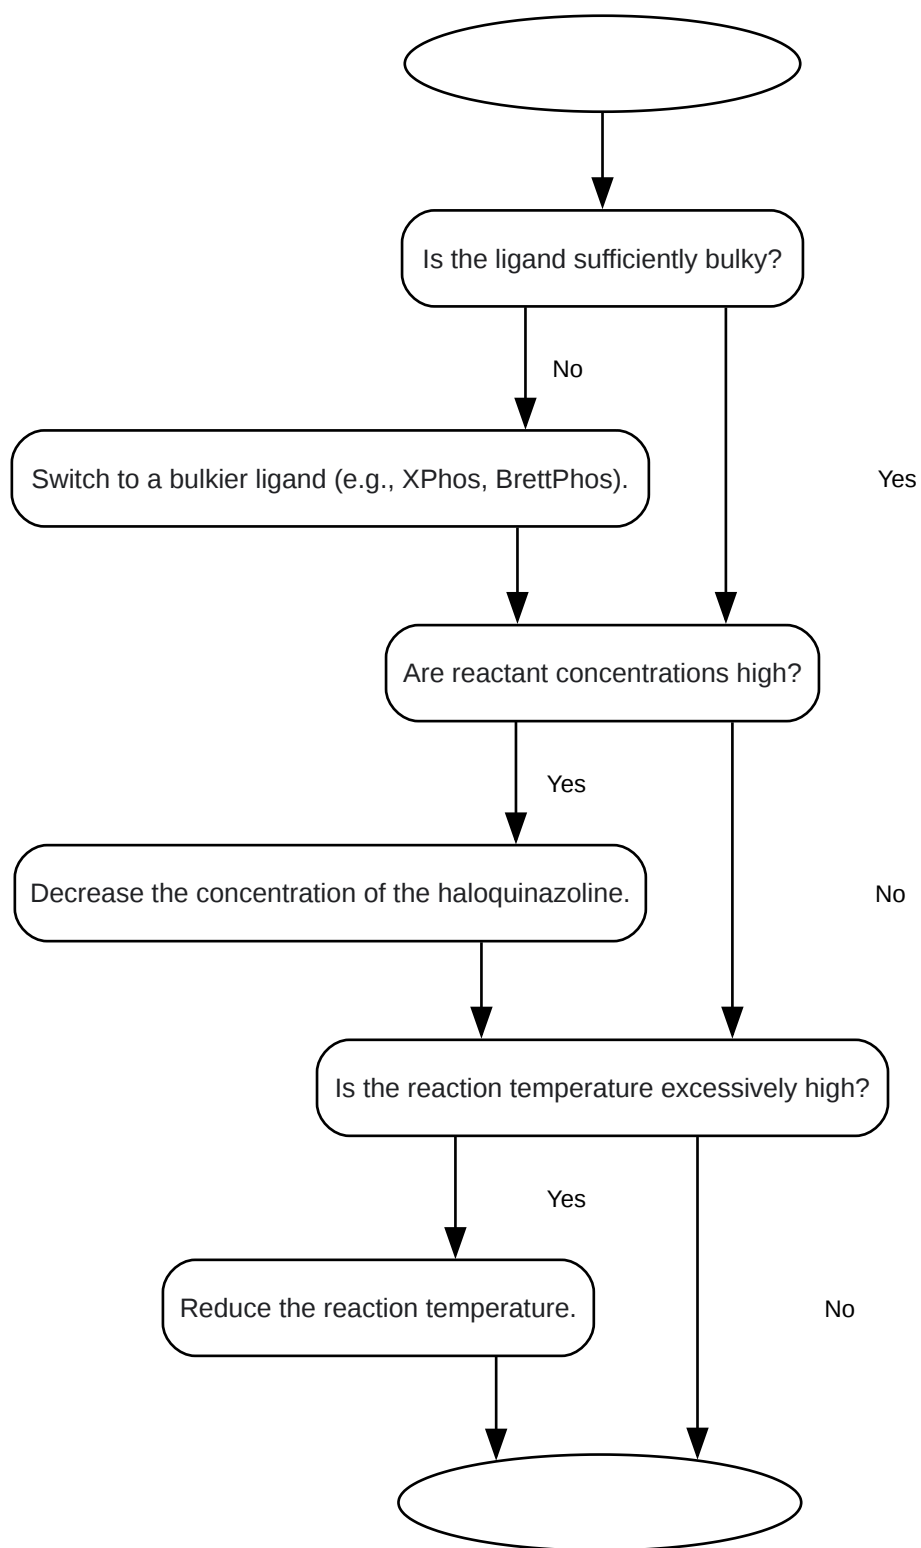 Is the ligand sufficiently bulky?
No
Switch to a bulkier ligand (e.g., XPhos, BrettPhos).
Yes
Are reactant concentrations high?
Yes
Decrease the concentration of the haloquinazoline.
No
Is the reaction temperature excessively high?
Yes
Reduce the reaction temperature.
No